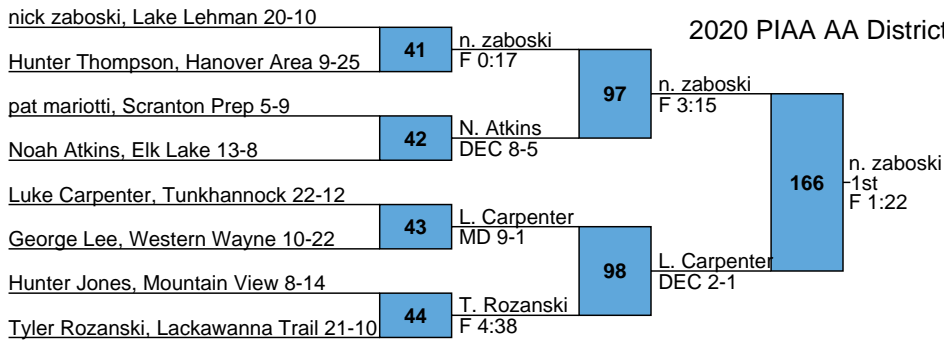 nick zaboski, Lake Lehman 20-10
2020 PIAA AA District
41
n. zaboski
F 0:17
Hunter Thompson, Hanover Area 9-25
97
n. zaboski
F 3:15
pat mariotti, Scranton Prep 5-9
42
N. Atkins
DEC 8-5
Noah Atkins, Elk Lake 13-8
166
n. zaboski
1st
F 1:22
Luke Carpenter, Tunkhannock 22-12
43
L. Carpenter
MD 9-1
George Lee, Western Wayne 10-22
98
L. Carpenter
DEC 2-1
Hunter Jones, Mountain View 8-14
44
T. Rozanski
F 4:38
Tyler Rozanski, Lackawanna Trail 21-10